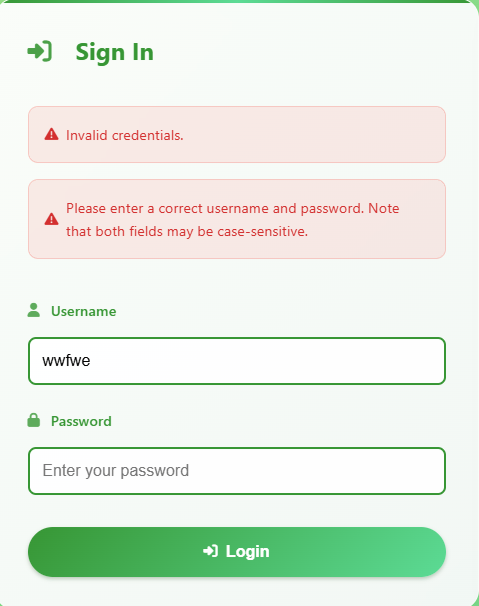 Sign In
Invalid credentials.
Please enter a correct username and password. Note
that both fields may be case-sensitive.
Username
wwfwe
Password
Enter your password
Login